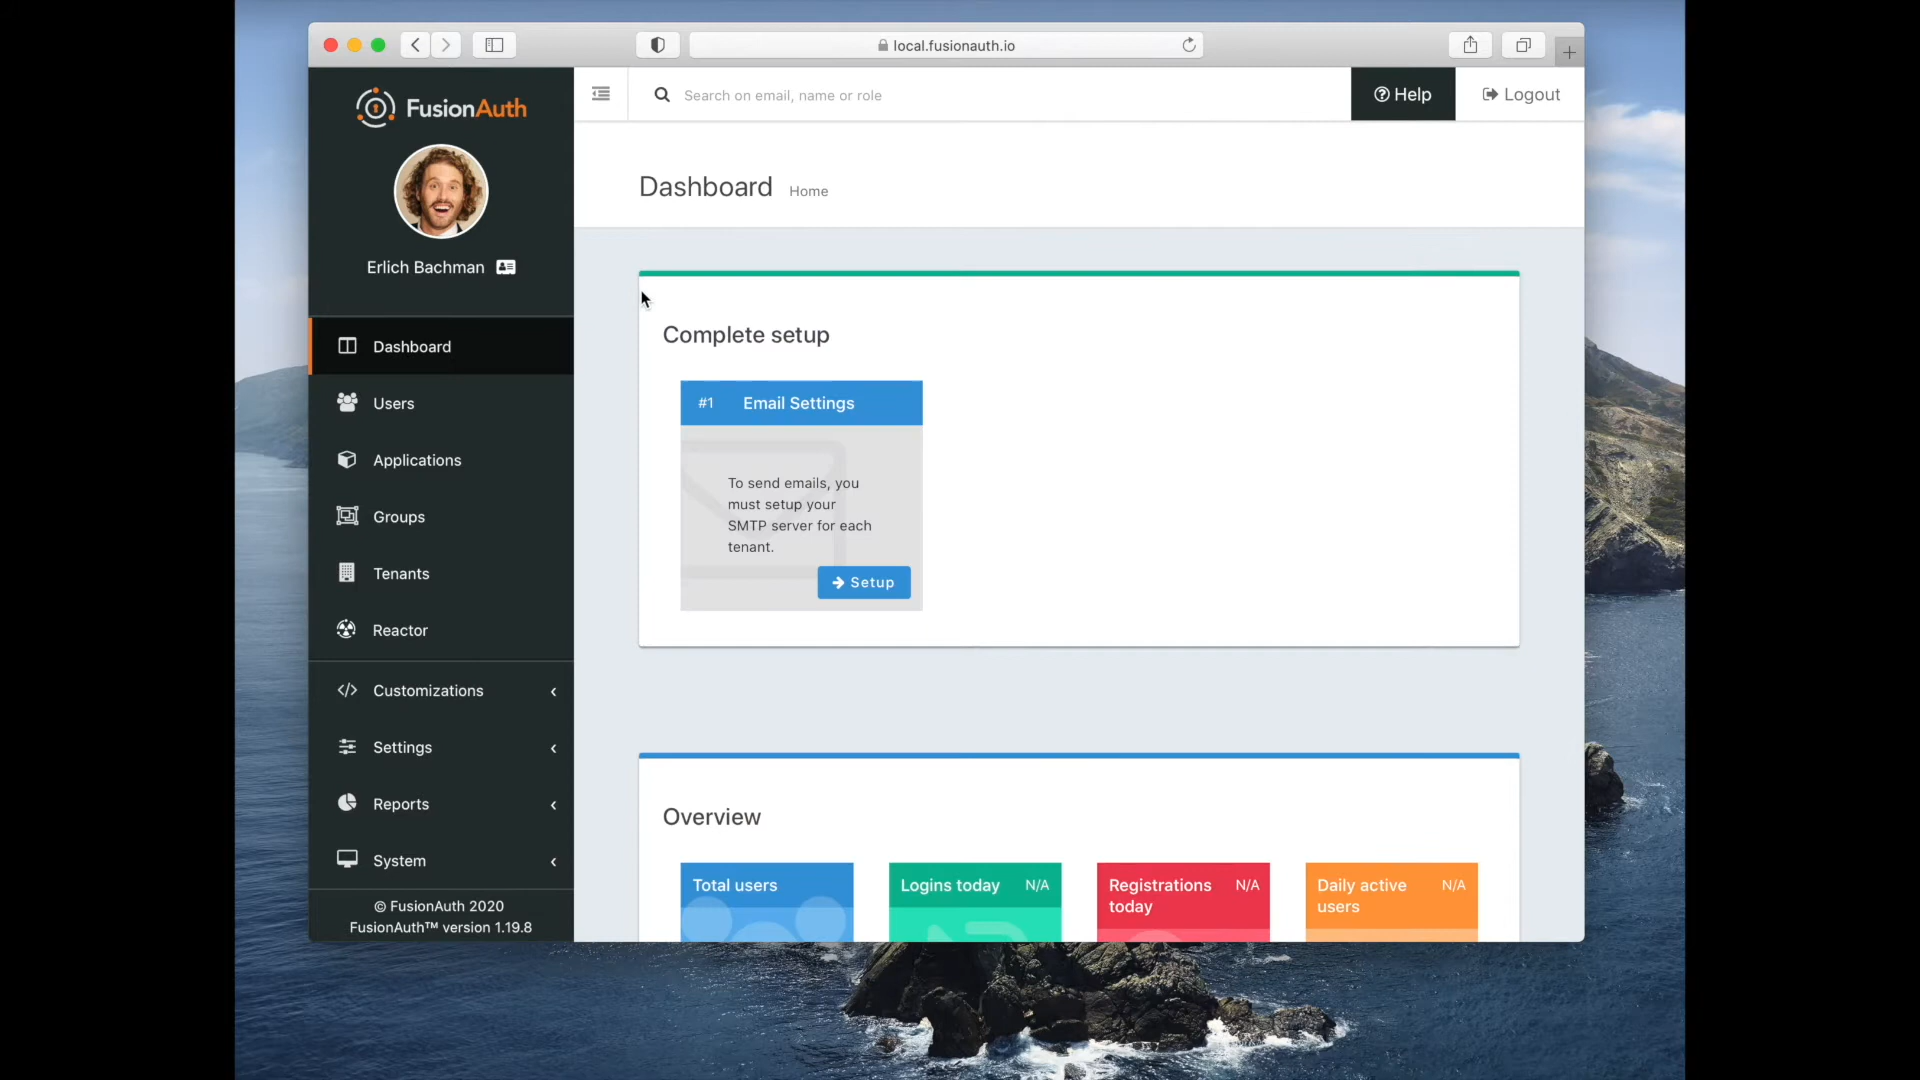 local.fusionauth.io
FusionAuth
Search on email, name or role
Help
Logout
Erlich Bachman
Dashboard
Users
Applications
Groups
Tenants
Reactor
Customizations
Settings
Reports
System
© FusionAuth 2020
FusionAuth™ version 1.19.8
Dashboard Home
Complete setup
#1 Email Settings
To send emails, you
must setup your
SMTP server for each
tenant.
Setup
Overview
Total users
Logins today N/A
Registrations N/A
today
Daily active N/A
users